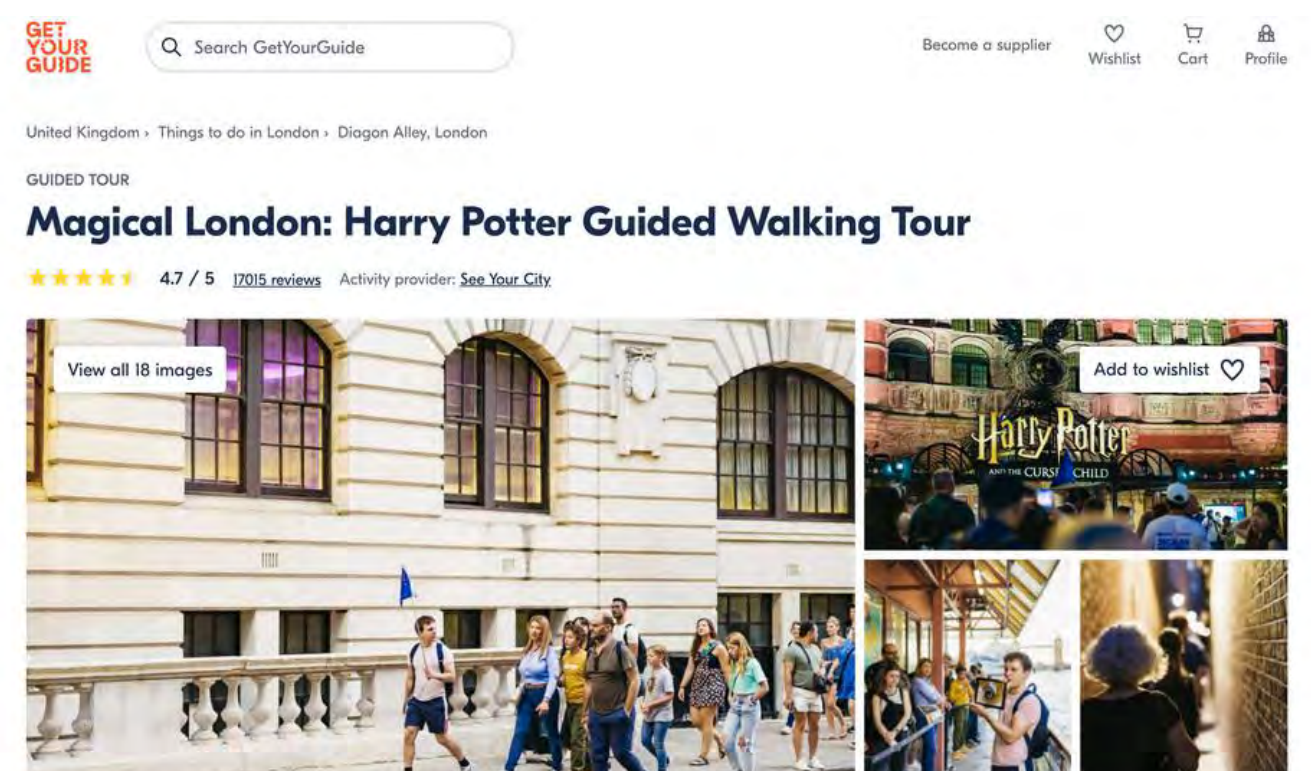 GET
YOUR
GUIDE
Search GetYourGuide
Become a supplier
Wishlist
Cart
Profile
United Kingdom › Things to do in London › Diagon Alley, London
GUIDED TOUR
Magical London: Harry Potter Guided Walking Tour
4.7 / 5 17015 reviews Activity provider: See Your City
View all 18 images
Add to wishlist
Harry Potter
AND THE CURSED CHILD